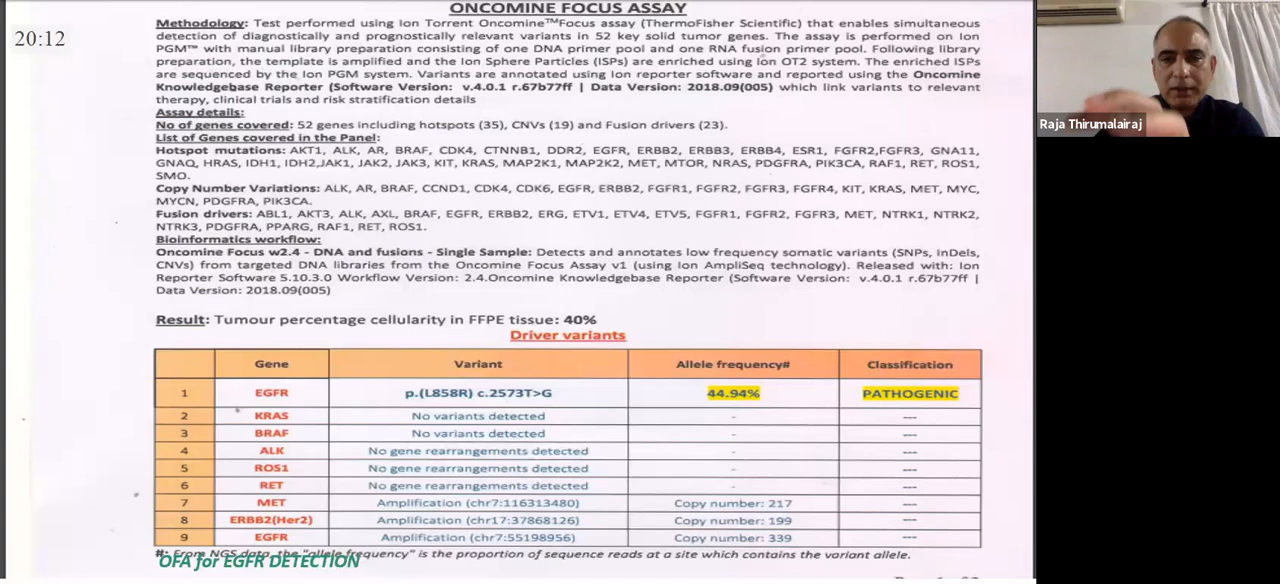 ONCOMINE FOCUS ASSAY
20:12
Methodology: Test performed using Ion Torrent Oncomine™Focus assay (ThermoFisher Scientific) that enables simultaneous
detection of diagnostically and prognostically relevant variants in 52 key solid tumor genes. The assay is performed on Ion
PGM™ with manual library preparation consisting of one DNA primer pool and one RNA fusion primer pool. Following library
preparation, the template is amplified and the Ion Sphere Particles (ISPs) are enriched using Ion OT2 system. The enriched ISPs
are sequenced by the Ion PGM system. Variants are annotated using Ion reporter software and reported using the Oncomine
Knowledgebase Reporter (Software Version: v.4.0.1 r.67b77ff | Data Version: 2018.09(005) which link variants to relevant
therapy, clinical trials and risk stratification details
Assay details:
No of genes covered: 52 genes including hotspots (35), CNVs (19) and Fusion drivers (23).
List of Genes covered in the Panel:
Hotspot mutations: AKT1, ALK, AR, BRAF, CDK4, CTNNB1, DDR2, EGFR, ERBB2, ERBB3, ERBB4, ESR1, FGFR2,FGFR3, GNA11,
GNAQ, HRAS, IDH1, IDH2,JAK1, JAK2, JAK3, KIT, KRAS, MAP2K1, MAP2K2, MET, MTOR, NRAS, PDGFRA, PIK3CA, RAF1, RET, ROS1,
SMO.
Copy Number Variations: ALK, AR, BRAF, CCND1, CDK4, CDK6, EGFR, ERBB2, FGFR1, FGFR2, FGFR3, FGFR4, KIT, KRAS, MET, MYC,
MYCN, PDGFRA, PIK3CA.
Fusion drivers: ABL1, AKT3, ALK, AXL, BRAF, EGFR, ERBB2, ERG, ETV1, ETV4, ETV5, FGFR1, FGFR2, FGFR3, MET, NTRK1, NTRK2,
NTRK3, PDGFRA, PPARG, RAF1, RET, ROS1.
Bioinformatics workflow:
Oncomine Focus w2.4 - DNA and fusions - Single Sample: Detects and annotates low frequency somatic variants (SNPs, InDels,
CNVs) from targeted DNA libraries from the Oncomine Focus Assay v1 (using Ion AmpliSeq technology). Released with: Ion
Reporter Software 5.10.3.0 Workflow Version: 2.4.Oncomine Knowledgebase Reporter (Software Version: v.4.0.1 r.67b77ff |
Data Version: 2018.09(005)
Result: Tumour percentage cellularity in FFPE tissue: 40%
Driver variants
Gene Variant Allele frequency# Classification
1 EGFR p.(L858R) c.2573T>G 44.94% PATHOGENIC
2 KRAS No variants detected - ---
3 BRAF No variants detected - ---
4 ALK No gene rearrangements detected - ---
5 ROS1 No gene rearrangements detected - ---
6 RET No gene rearrangements detected - ---
7 MET Amplification (chr7:116313480) Copy number: 217 ---
8 ERBB2(Her2) Amplification (chr17:37868126) Copy number: 199 ---
9 EGFR Amplification (chr7:55198956) Copy number: 339 ---
#: From NGS data, the "allele frequency" is the proportion of sequence reads at a site which contains the variant allele.
OFA for EGFR DETECTION
Raja Thirumalairaj